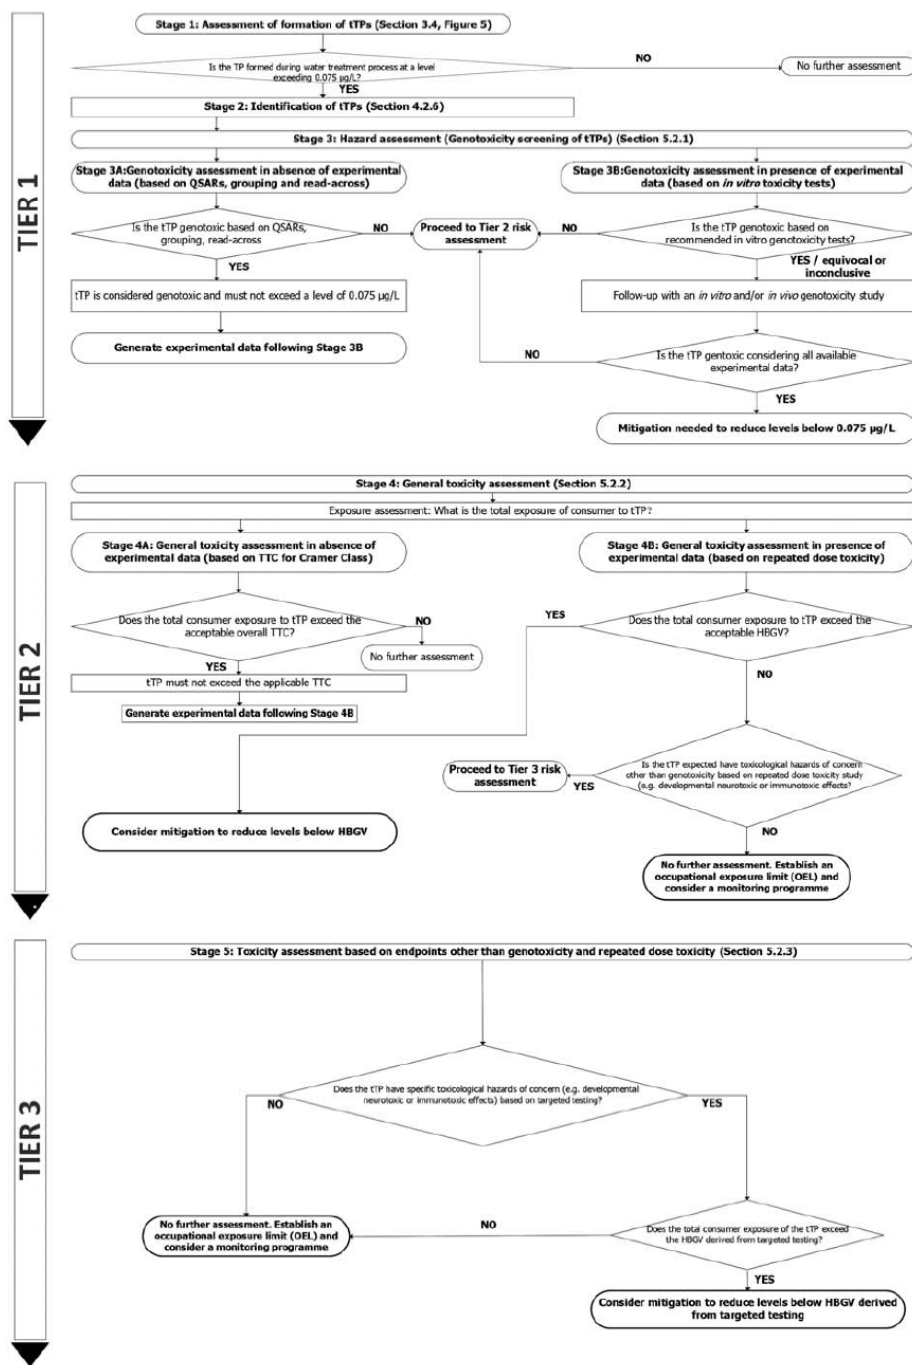 TIER 1
Stage 1: Assessment of formation of tTPs (Section 3.4, Figure 5)
Is the TP formed during water treatment process at a level
exceeding 0.075 µg/L?
NO
No further assessment
YES
Stage 2: Identification of tTPs (Section 4.2.6)
Stage 3: Hazard assessment (Genotoxicity screening of tTPs) (Section 5.2.1)
Stage 3A:Genotoxicity assessment in absence of experimental
data (based on QSARs, grouping and read-across)
Stage 3B:Genotoxicity assessment in presence of experimental
data (based on in vitro toxicity tests)
Is the tTP genotoxic based on QSARs,
grouping, read-across
NO
Proceed to Tier 2 risk
assessment
NO
Is the tTP genotoxic based on
recommended in vitro genotoxicity tests?
YES
YES / equivocal or
inconclusive
tTP is considered genotoxic and must not exceed a level of 0.075 µg/L
Follow-up with an in vitro and/or in vivo genotoxicity study
Generate experimental data following Stage 3B
NO
Is the tTP gentoxic considering all available
experimental data?
YES
Mitigation needed to reduce levels below 0.075 µg/L
TIER 2
Stage 4: General toxicity assessment (Section 5.2.2)
Exposure assessment: What is the total exposure of consumer to tTP?
Stage 4A: General toxicity assessment in absence of
experimental data (based on TTC for Cramer Class)
Stage 4B: General toxicity assessment in presence of
experimental data (based on repeated dose toxicity)
Does the total consumer exposure to tTP exceed the
acceptable overall TTC?
NO
No further assessment
YES
Does the total consumer exposure to tTP exceed the
acceptable HBGV?
YES
tTP must not exceed the applicable TTC
NO
Generate experimental data following Stage 4B
Proceed to Tier 3 risk
assessment
YES
Is the tTP expected have toxicological hazards of concern
other than genotoxicity based on repeated dose toxicity study
(e.g. developmental neurotoxic or immunotoxic effects?
Consider mitigation to reduce levels below HBGV
NO
No further assessment. Establish an
occupational exposure limit (OEL) and
consider a monitoring programme
TIER 3
Stage 5: Toxicity assessment based on endpoints other than genotoxicity and repeated dose toxicity (Section 5.2.3)
Does the tTP have specific toxicological hazards of concern (e.g. developmental
neurotoxic or immunotoxic effects) based on targeted testing?
NO
YES
No further assessment. Establish an
occupational exposure limit (OEL) and
consider a monitoring programme
NO
Does the total consumer exposure of the tTP exceed
the HBGV derived from targeted testing?
YES
Consider mitigation to reduce levels below HBGV derived
from targeted testing